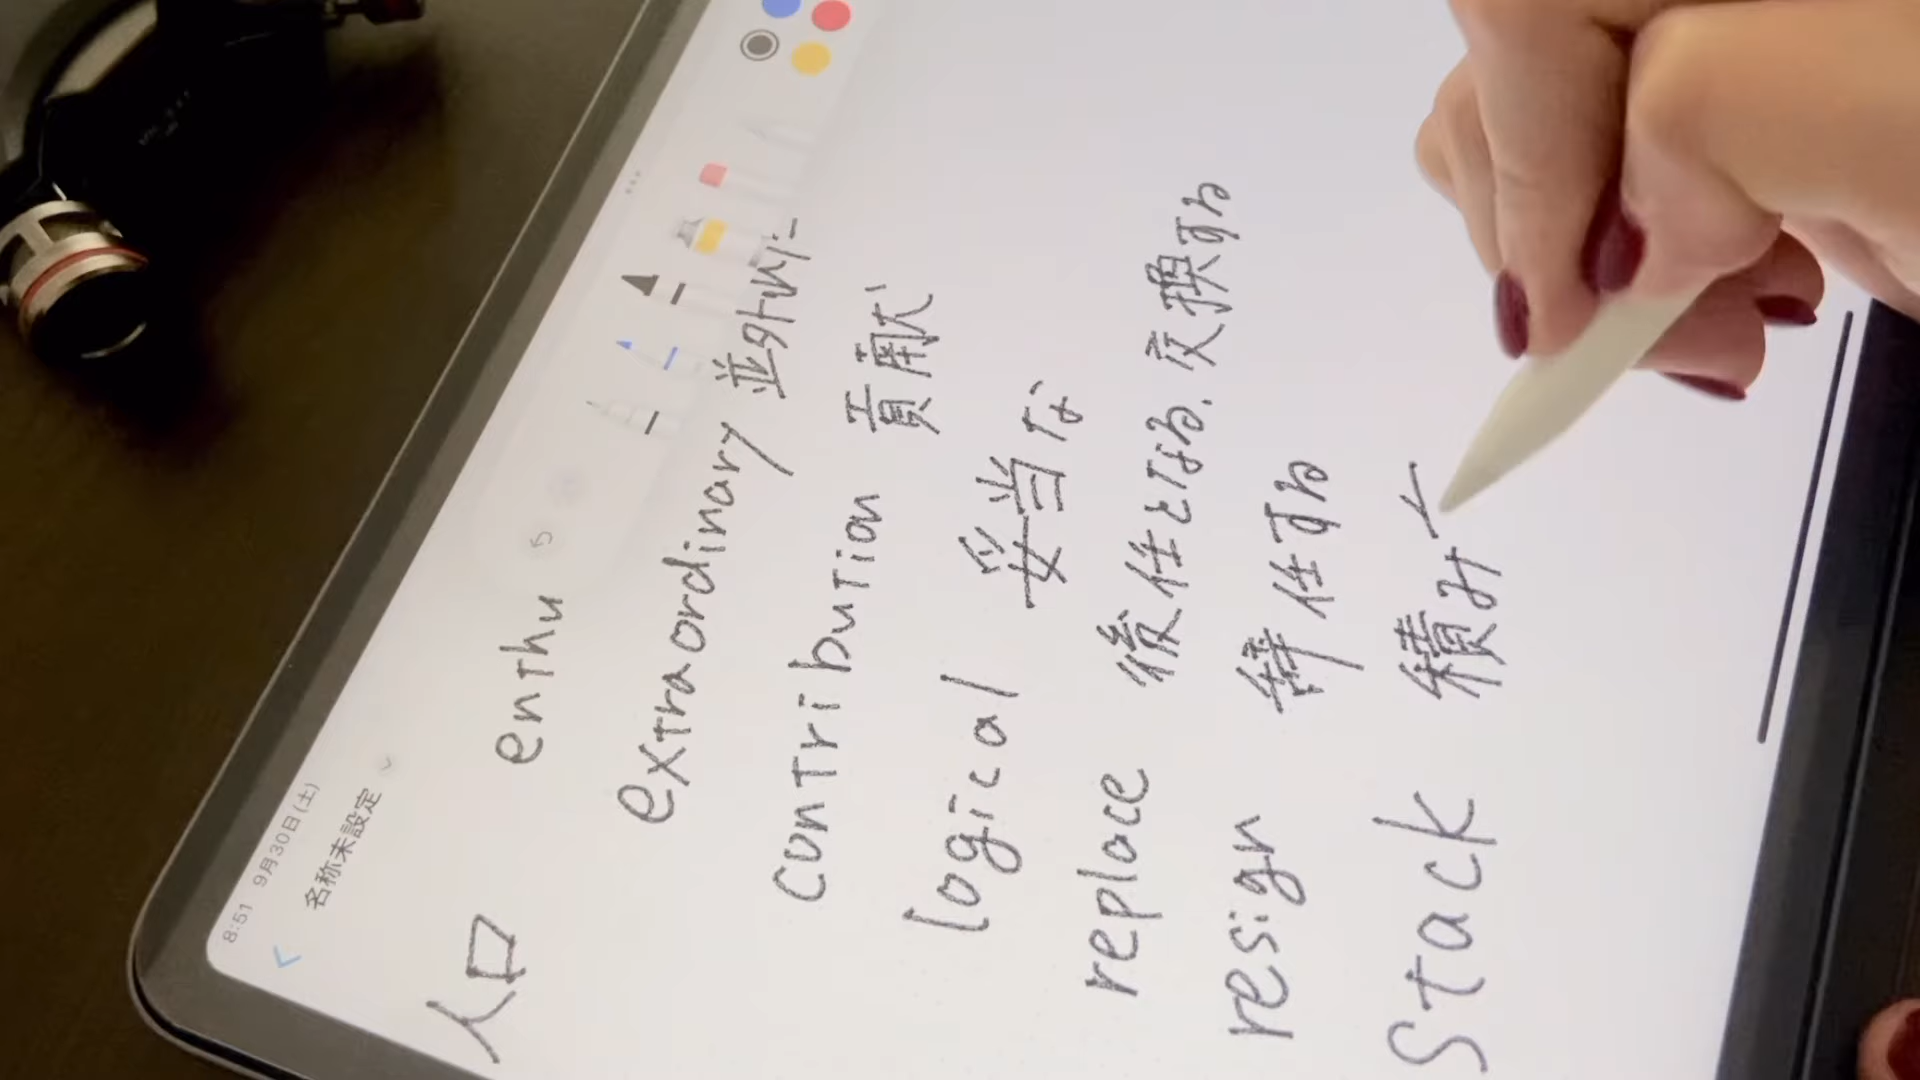 8:51 9月30日(土)
名称未設定
人口 enthu
extraordinary 並外れた
contribution 貢献
logical 妥当な
replace 後任となる、交換する
resign 辞任する
Stack 積み